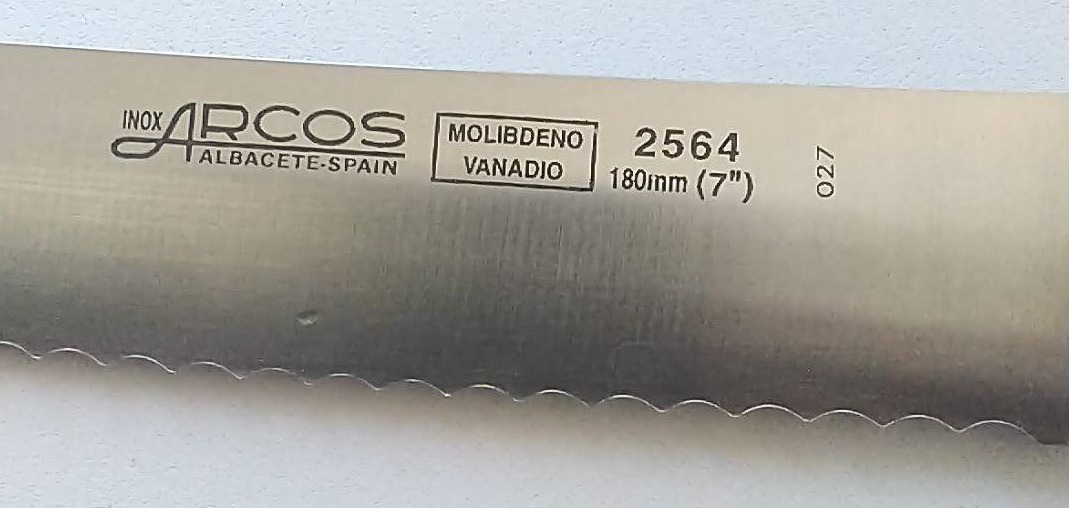 INOX ARCOS
ALBACETE-SPAIN
MOLIBDENO
VANADIO
2564
180mm (7")
027